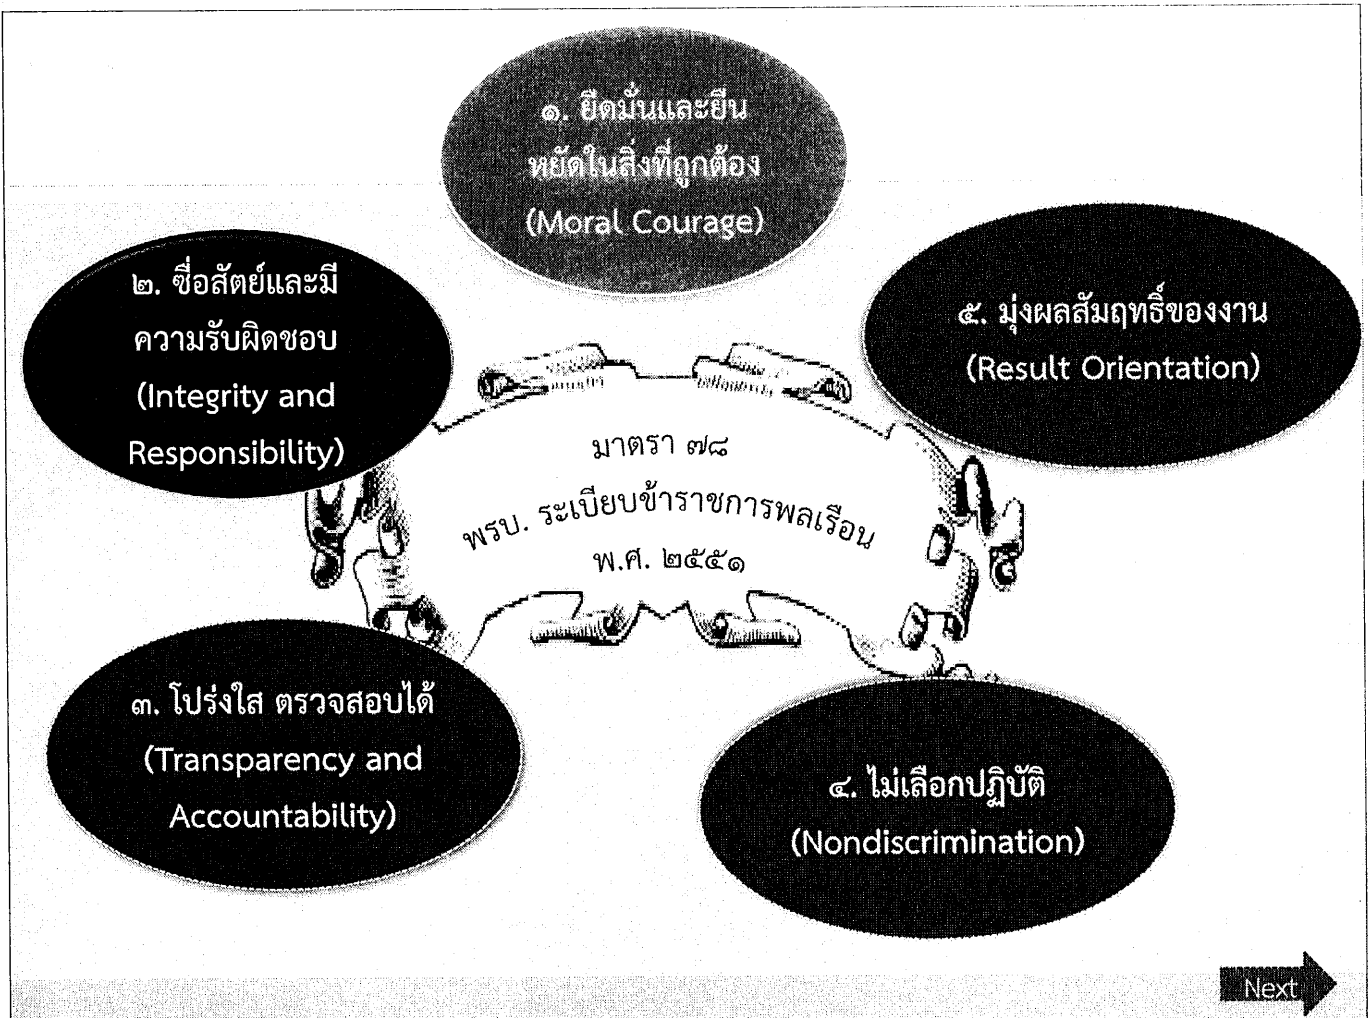 ๑. ยึดมั่นและยืน
หยัดในสิ่งที่ถูกต้อง
(Moral Courage)
๒. ซื่อสัตย์และมี
ความรับผิดชอบ
(Integrity and
Responsibility)
๕. มุ่งผลสัมฤทธิ์ของงาน
(Result Orientation)
มาตรา ๗๘
พรบ. ระเบียบข้าราชการพลเรือน
พ.ศ. ๒๕๕๑
๓. โปร่งใส ตรวจสอบได้
(Transparency and
Accountability)
๔. ไม่เลือกปฏิบัติ
(Nondiscrimination)
Next